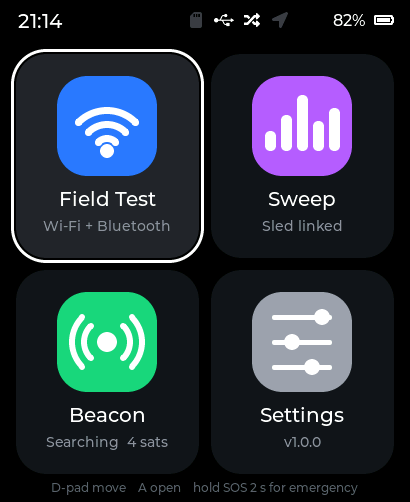 21:14 82%
Field Test
Wi-Fi + Bluetooth
Sweep
Sled linked
Beacon
Searching 4 sats
Settings
v1.0.0
D-pad move A open hold SOS 2 s for emergency